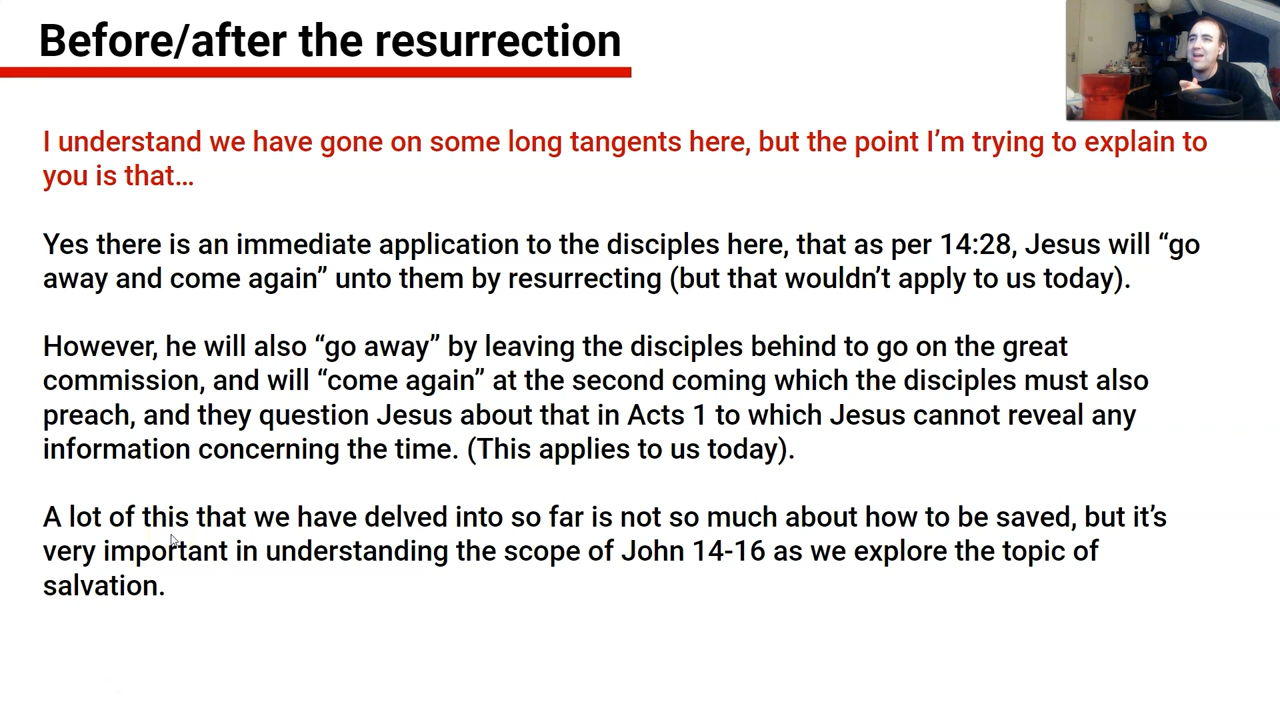 Before/after the resurrection
I understand we have gone on some long tangents here, but the point I’m trying to explain to
you is that…
Yes there is an immediate application to the disciples here, that as per 14:28, Jesus will “go
away and come again” unto them by resurrecting (but that wouldn’t apply to us today).
However, he will also “go away” by leaving the disciples behind to go on the great
commission, and will “come again” at the second coming which the disciples must also
preach, and they question Jesus about that in Acts 1 to which Jesus cannot reveal any
information concerning the time. (This applies to us today).
A lot of this that we have delved into so far is not so much about how to be saved, but it’s
very important in understanding the scope of John 14-16 as we explore the topic of
salvation.